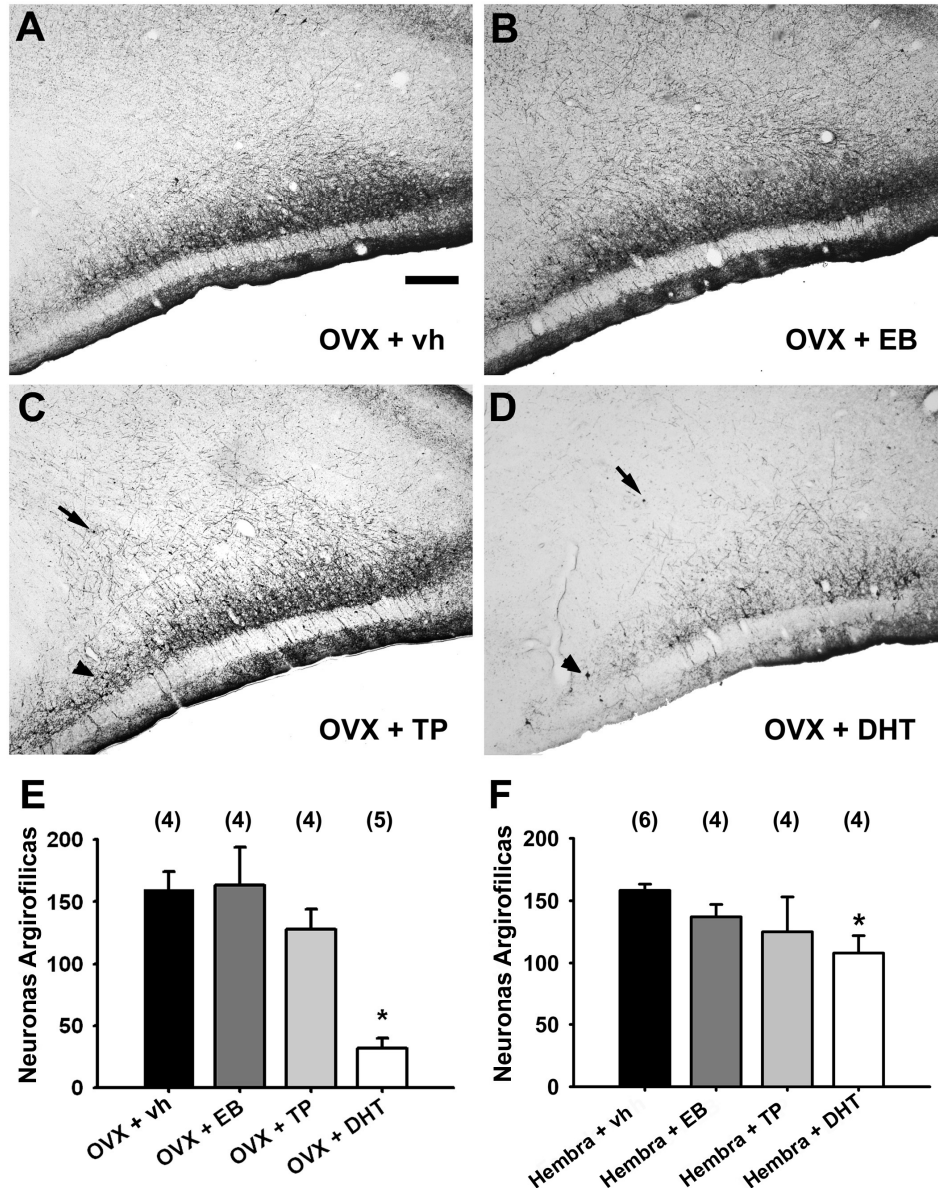 A
OVX + vh
B
OVX + EB
C
OVX + TP
D
OVX + DHT
E
(4) (4) (4) (5)
Neuronas Argirofilicas
200
150
100
50
0
*
OVX + vh
OVX + EB
OVX + TP
OVX + DHT
F
(6) (4) (4) (4)
Neuronas Argirofilicas
200
150
100
50
0
*
Hembra + vh
Hembra + EB
Hembra + TP
Hembra + DHT